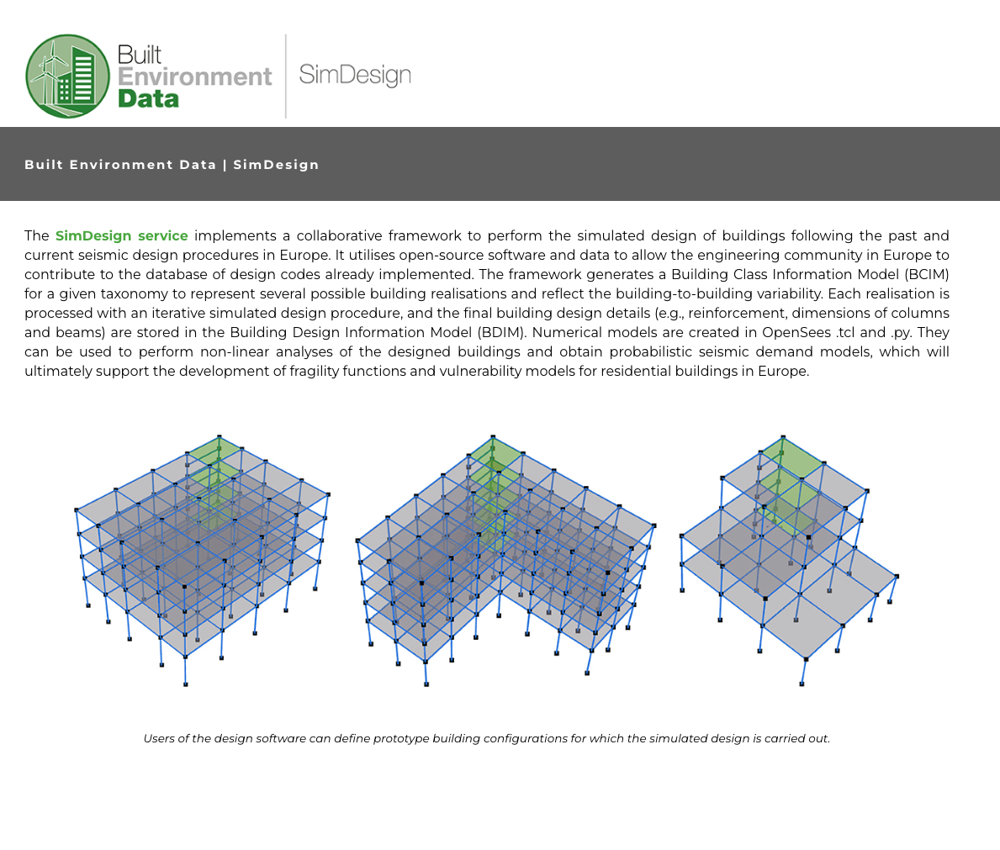 Built
Environment
Data
SimDesign
Built Environment Data | SimDesign
The SimDesign service implements a collaborative framework to perform the simulated design of buildings following the past and
current seismic design procedures in Europe. It utilises open-source software and data to allow the engineering community in Europe to
contribute to the database of design codes already implemented. The framework generates a Building Class Information Model (BCIM)
for a given taxonomy to represent several possible building realisations and reflect the building-to-building variability. Each realisation is
processed with an iterative simulated design procedure, and the final building design details (e.g., reinforcement, dimensions of columns
and beams) are stored in the Building Design Information Model (BDIM). Numerical models are created in OpenSees .tcl and .py. They
can be used to perform non-linear analyses of the designed buildings and obtain probabilistic seismic demand models, which will
ultimately support the development of fragility functions and vulnerability models for residential buildings in Europe.
Users of the design software can define prototype building configurations for which the simulated design is carried out.